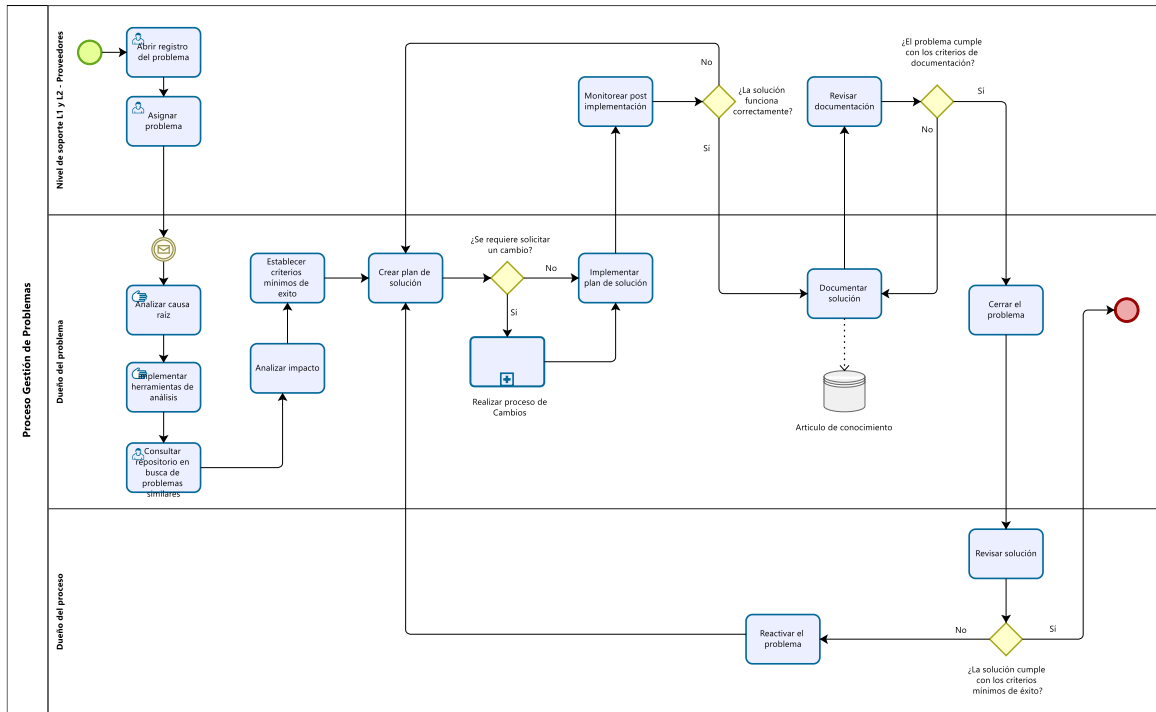 Proceso Gestión de Problemas
Nivel de soporte L1 y L2 - Proveedores
Abrir registro
del problema
Asignar
problema
Monitorear post
implementación
No
¿La solución
funciona
correctamente?
Sí
Revisar
documentación
¿El problema cumple
con los criterios de
documentación?
Sí
No
Dueño del problema
Analizar causa
raíz
Implementar
herramientas de
análisis
Consultar
repositorio en
busca de
problemas
similares
Analizar impacto
Establecer
criterios
mínimos de
exito
Crear plan de
solución
¿Se requiere solicitar
un cambio?
No
Sí
Realizar proceso de
Cambios
Implementar
plan de solución
Documentar
solución
Articulo de conocimiento
Cerrar el
problema
Dueño del proceso
Revisar solución
No
Sí
¿La solución cumple
con los criterios
mínimos de éxito?
Reactivar el
problema